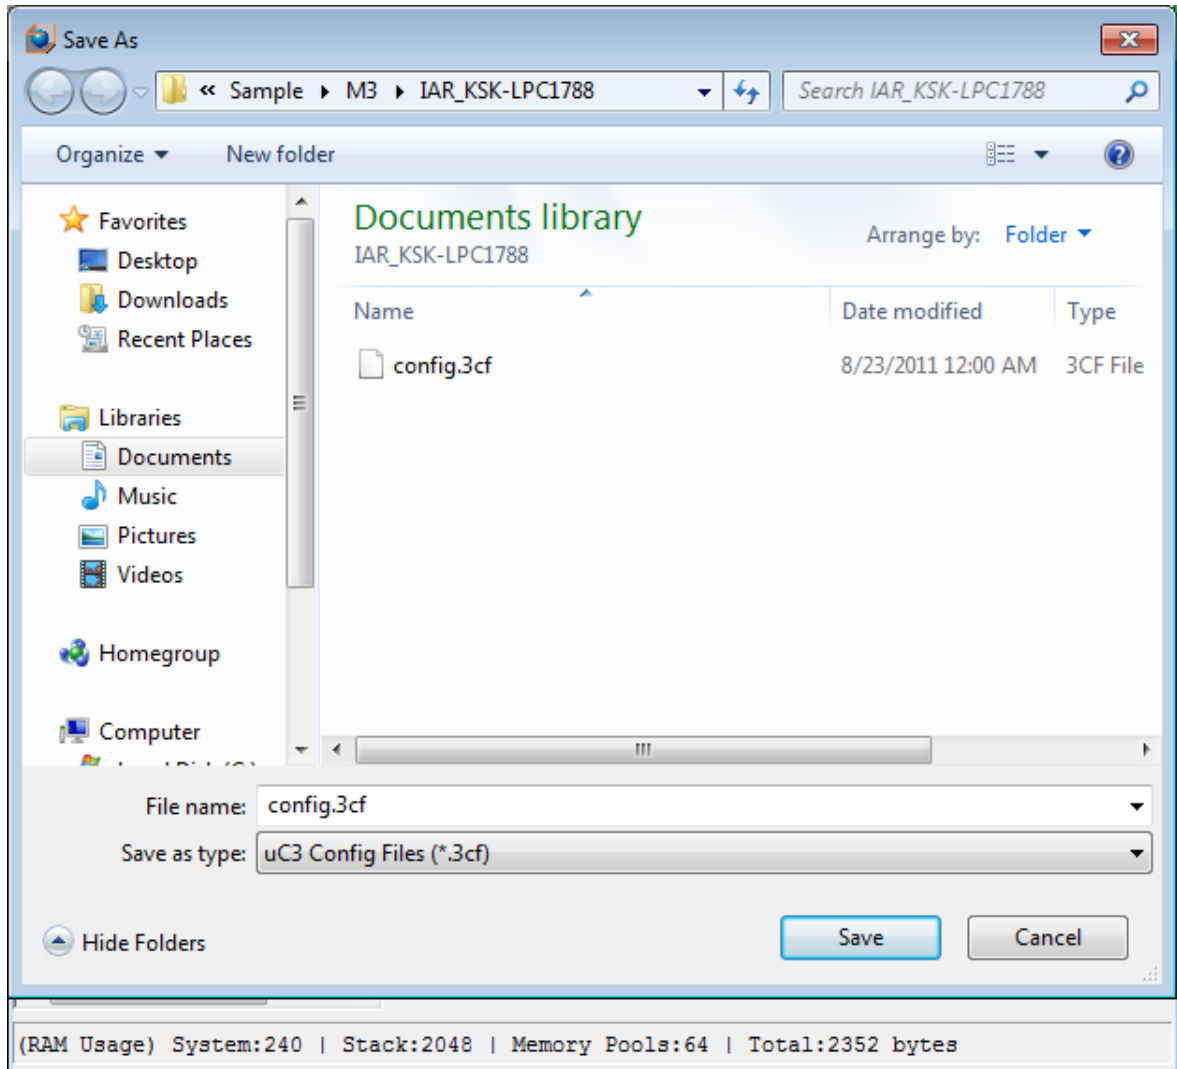 Save As
« Sample ▸ M3 ▸ IAR_KSK-LPC1788
Search IAR_KSK-LPC1788
Organize ▼ New folder
Favorites
Desktop
Downloads
Recent Places
Libraries
Documents
Music
Pictures
Videos
Homegroup
Computer
Documents library
IAR_KSK-LPC1788
Arrange by: Folder ▼
Name Date modified Type
config.3cf 8/23/2011 12:00 AM 3CF File
File name: config.3cf
Save as type: uC3 Config Files (*.3cf)
Hide Folders
Save Cancel
(RAM Usage) System:240 | Stack:2048 | Memory Pools:64 | Total:2352 bytes